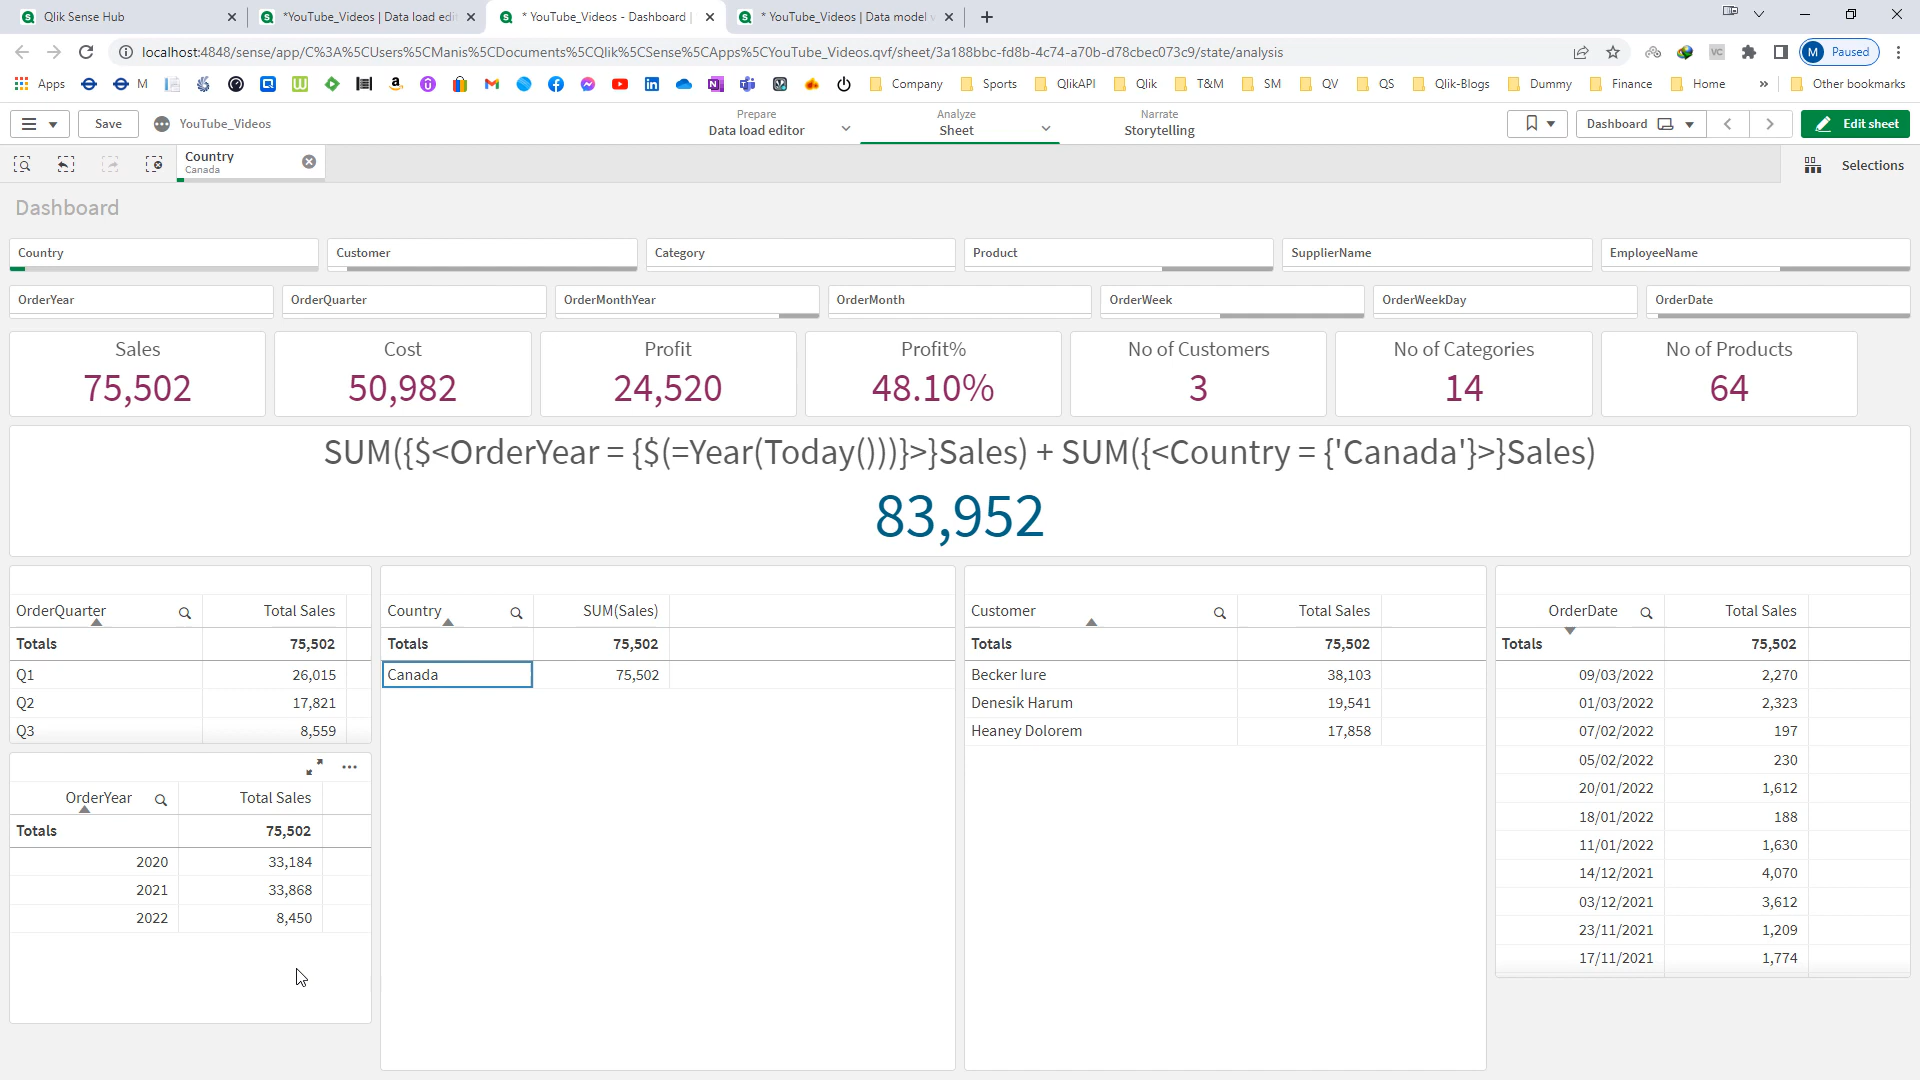 Qlik Sense Hub
*YouTube_Videos | Data load edit
* YouTube_Videos - Dashboard |
* YouTube_Videos | Data model v
localhost:4848/sense/app/C%3A%5CUsers%5CManis%5CDocuments%5CQlik%5CSense%5CApps%5CYouTube_Videos.qvf/sheet/3a188bbc-fd8b-4c74-a70b-d78cbec073c9/state/analysis
M Paused
Apps M Company Sports QlikAPI Qlik T&M SM QV QS Qlik-Blogs Dummy Finance Home » Other bookmarks
Save YouTube_Videos
Prepare
Data load editor
Analyze
Sheet
Narrate
Storytelling
Dashboard
Edit sheet
Country
Canada
Selections
Dashboard
Country Customer Category Product SupplierName EmployeeName
OrderYear OrderQuarter OrderMonthYear OrderMonth OrderWeek OrderWeekDay OrderDate
Sales Cost Profit Profit% No of Customers No of Categories No of Products
75,502 50,982 24,520 48.10% 3 14 64
SUM({$<OrderYear = {$(=Year(Today()))}>}Sales) + SUM({<Country = {'Canada'}>}Sales)
83,952
OrderQuarter Total Sales
Totals 75,502
Q1 26,015
Q2 17,821
Q3 8,559
OrderYear Total Sales
Totals 75,502
2020 33,184
2021 33,868
2022 8,450
Country SUM(Sales)
Totals 75,502
Canada 75,502
Customer Total Sales
Totals 75,502
Becker Iure 38,103
Denesik Harum 19,541
Heaney Dolorem 17,858
OrderDate Total Sales
Totals 75,502
09/03/2022 2,270
01/03/2022 2,323
07/02/2022 197
05/02/2022 230
20/01/2022 1,612
18/01/2022 188
11/01/2022 1,630
14/12/2021 4,070
03/12/2021 3,612
23/11/2021 1,209
17/11/2021 1,774